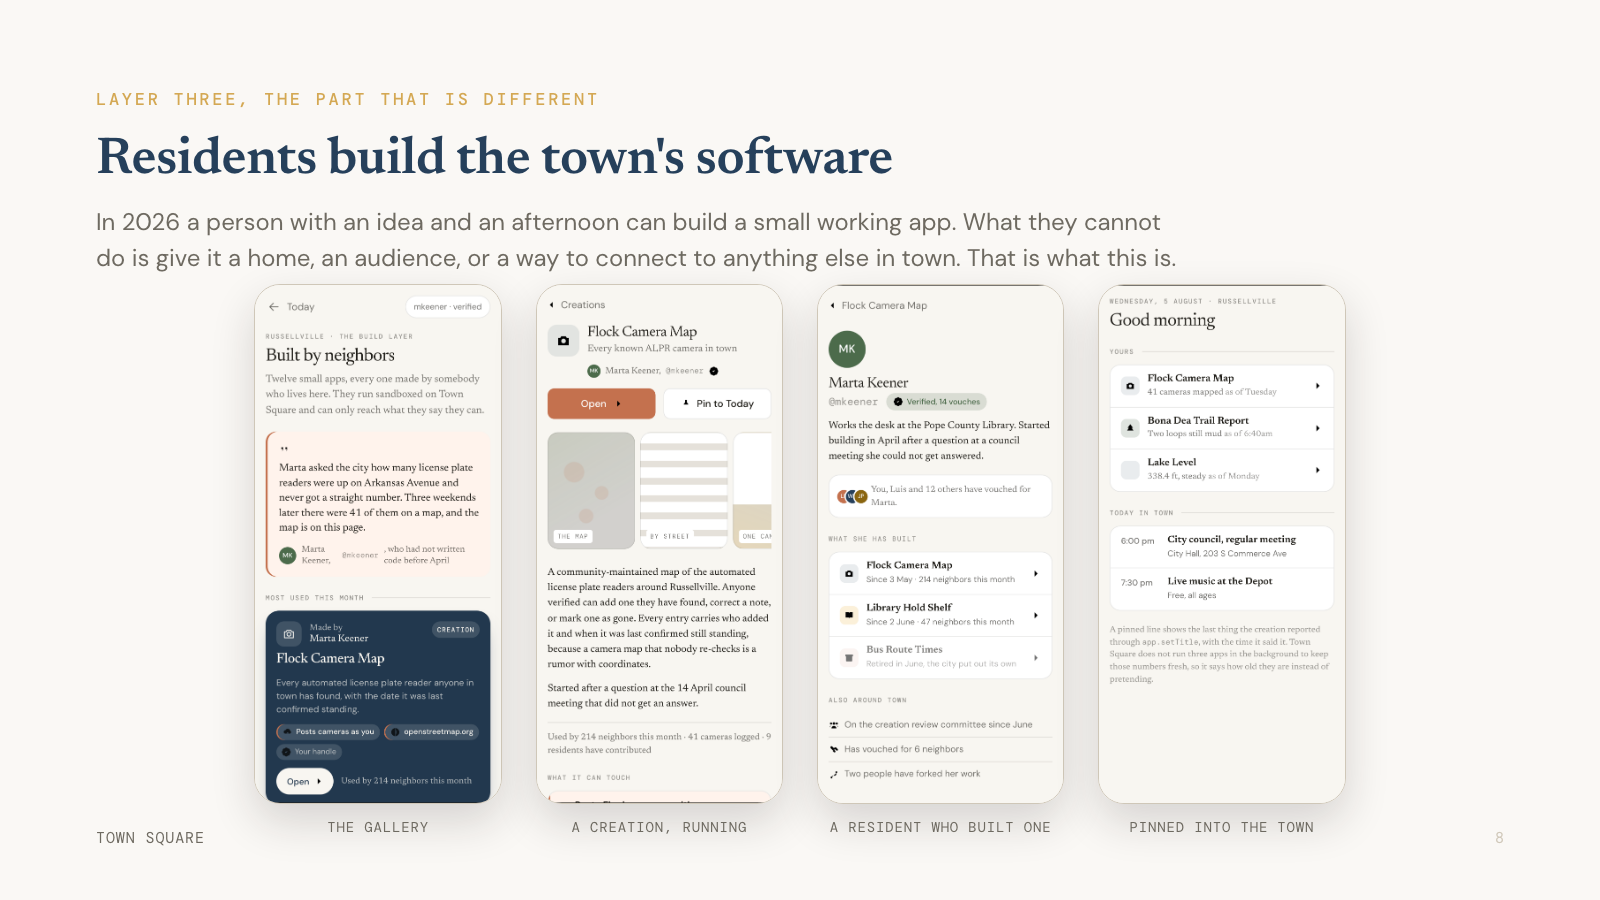 LAYER THREE, THE PART THAT IS DIFFERENT
Residents build the town's software
In 2026 a person with an idea and an afternoon can build a small working app. What they cannot
do is give it a home, an audience, or a way to connect to anything else in town. That is what this is.
Today
mkeener · verified
RUSSELLVILLE · THE BUILD LAYER
Built by neighbors
Twelve small apps, every one made by somebody
who lives here. They run sandboxed on Town
Square and can only reach what they say they can.
"
Marta asked the city how many license plate
readers were up on Arkansas Avenue and
never got a straight number. Three weekends
later there were 41 of them on a map, and the
map is on this page.
MK
Marta
Keener,
@mkeener
, who had not written
code before April
MOST USED THIS MONTH
Made by
Marta Keener
CREATION
Flock Camera Map
Every automated license plate reader anyone in
town has found, with the date it was last
confirmed standing.
Posts cameras as you
openstreetmap.org
Your handle
Open
Used by 214 neighbors this month
THE GALLERY
Creations
Flock Camera Map
Every known ALPR camera in town
MK
Marta Keener, @mkeener
Open
Pin to Today
THE MAP
BY STREET
ONE CA
A community-maintained map of the automated
license plate readers around Russellville. Anyone
verified can add one they have found, correct a note,
or mark one as gone. Every entry carries who added
it and when it was last confirmed still standing,
because a camera map that nobody re-checks is a
rumor with coordinates.
Started after a question at the 14 April council
meeting that did not get an answer.
Used by 214 neighbors this month · 41 cameras logged · 9
residents have contributed
WHAT IT CAN TOUCH
A CREATION, RUNNING
Flock Camera Map
MK
Marta Keener
@mkeener
Verified, 14 vouches
Works the desk at the Pope County Library. Started
building in April after a question at a council
meeting she could not get answered.
JP
You, Luis and 12 others have vouched for
Marta.
WHAT SHE HAS BUILT
Flock Camera Map
Since 3 May · 214 neighbors this month
Library Hold Shelf
Since 2 June · 47 neighbors this month
Bus Route Times
Retired in June, the city put out its own
ALSO AROUND TOWN
On the creation review committee since June
Has vouched for 6 neighbors
Two people have forked her work
A RESIDENT WHO BUILT ONE
WEDNESDAY, 5 AUGUST · RUSSELLVILLE
Good morning
YOURS
Flock Camera Map
41 cameras mapped as of Tuesday
Bona Dea Trail Report
Two loops still mud as of 6:40am
Lake Level
338.4 ft, steady as of Monday
TODAY IN TOWN
6:00 pm
City council, regular meeting
City Hall, 203 S Commerce Ave
7:30 pm
Live music at the Depot
Free, all ages
A pinned line shows the last thing the creation reported
through app.setTitle, with the time it said it. Town
Square does not run three apps in the background to keep
those numbers fresh, so it says how old they are instead of
pretending.
PINNED INTO THE TOWN
TOWN SQUARE
8